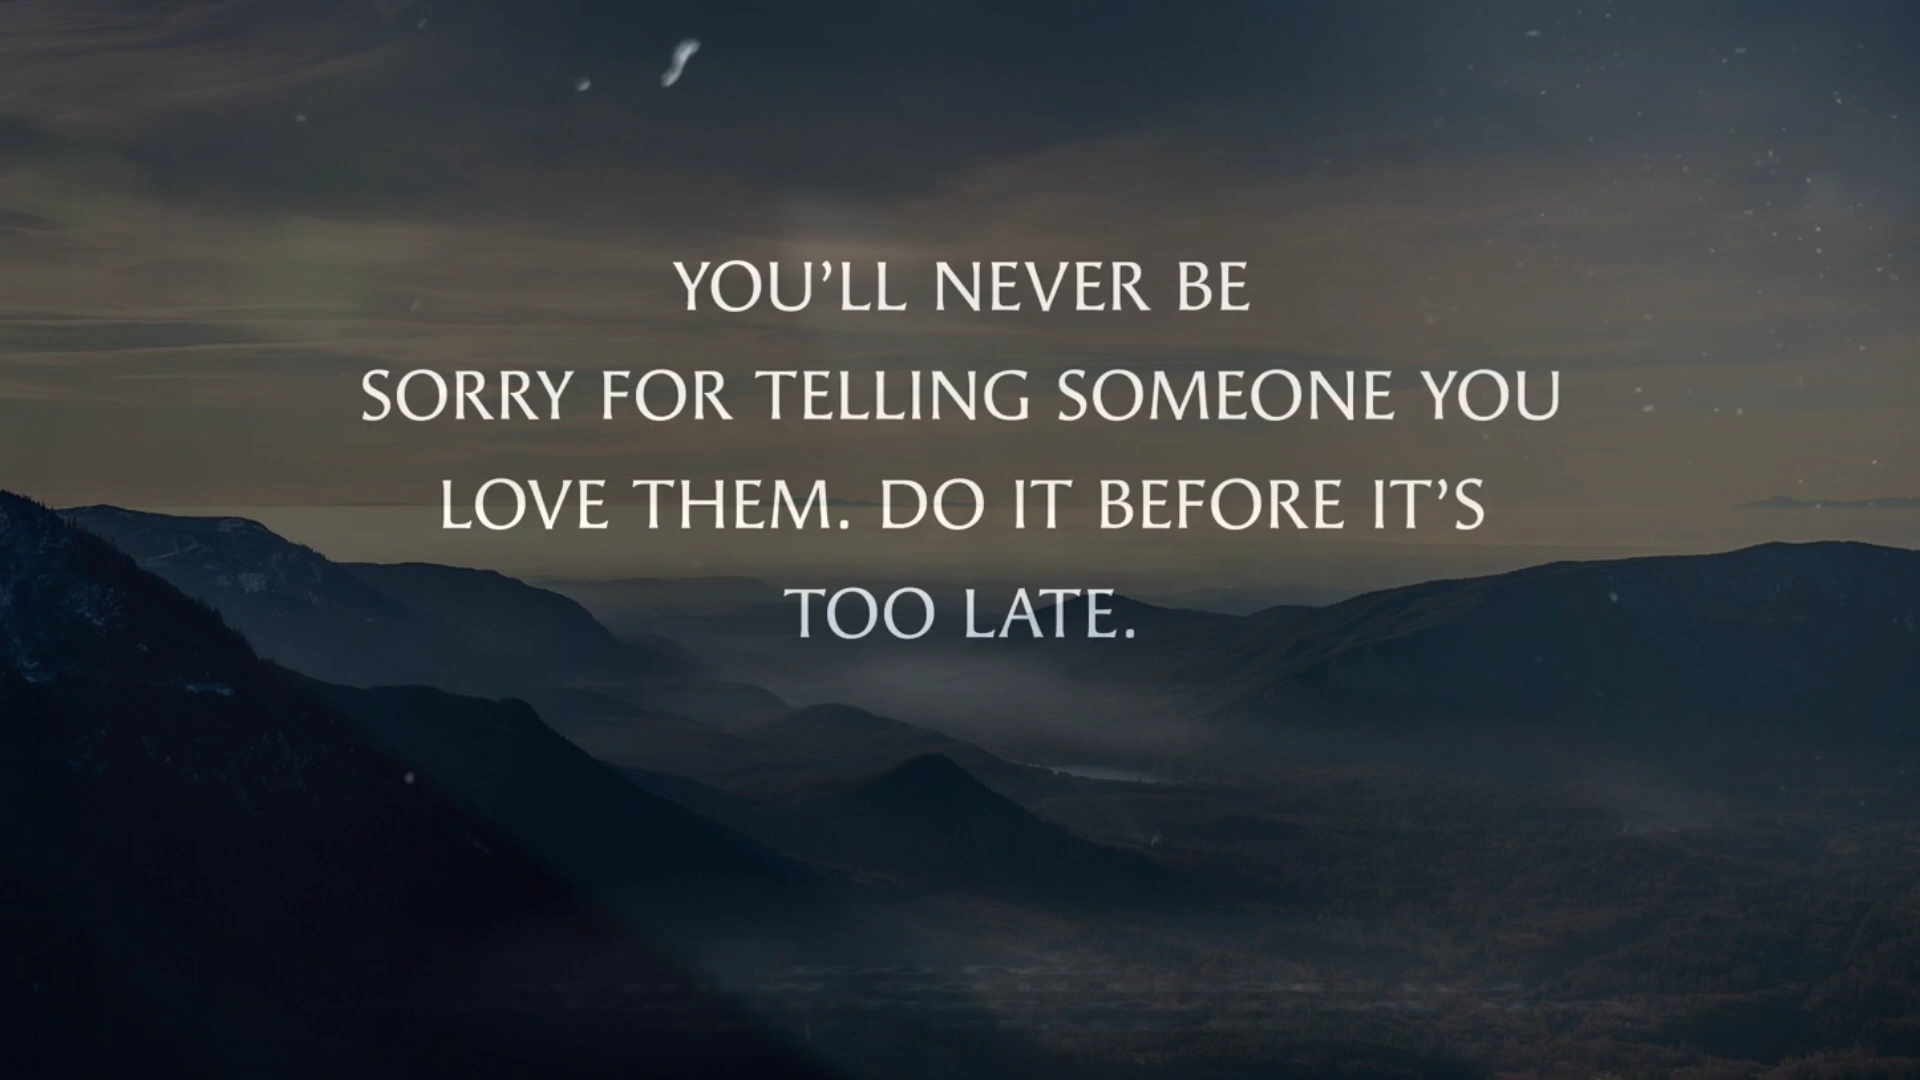 YOU’LL NEVER BE
SORRY FOR TELLING SOMEONE YOU
LOVE THEM. DO IT BEFORE IT’S
TOO LATE.